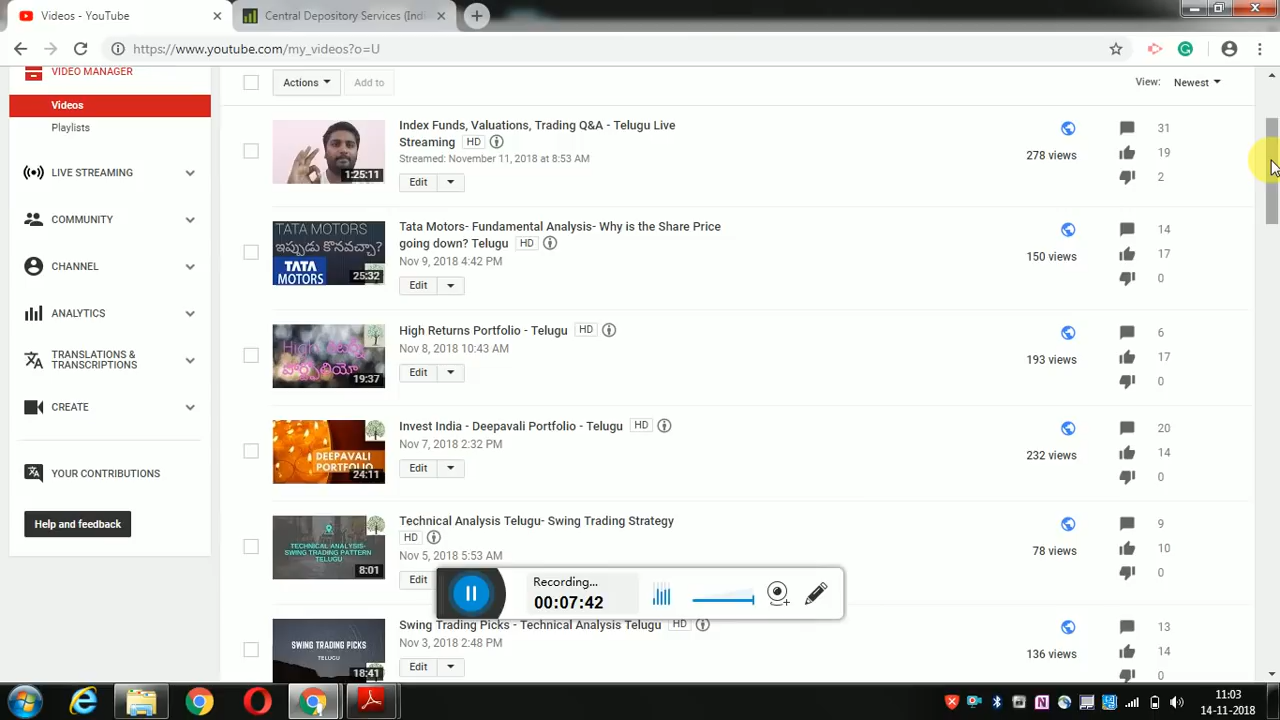 Videos - YouTube
Central Depository Services (Ind
https://www.youtube.com/my_videos?o=U
VIDEO MANAGER
Videos
Playlists
LIVE STREAMING
COMMUNITY
CHANNEL
ANALYTICS
TRANSLATIONS &
TRANSCRIPTIONS
CREATE
YOUR CONTRIBUTIONS
Help and feedback
Actions
Add to
View:
Newest
1:25:11
Index Funds, Valuations, Trading Q&A - Telugu Live
Streaming HD
Streamed: November 11, 2018 at 8:53 AM
Edit
278 views
31
19
2
TATA MOTORS
ఇప్పుడు కొనవచ్చా?
TATA
MOTORS
25:32
Tata Motors- Fundamental Analysis- Why is the Share Price
going down? Telugu HD
Nov 9, 2018 4:42 PM
Edit
150 views
14
17
0
19:37
High Returns Portfolio - Telugu HD
Nov 8, 2018 10:43 AM
Edit
193 views
6
17
0
DEEPAVALI
PORTFOLIO
24:11
Invest India - Deepavali Portfolio - Telugu HD
Nov 7, 2018 2:32 PM
Edit
232 views
20
14
0
TECHNICAL ANALYSIS-
SWING TRADING PATTERN
TELUGU
8:01
Technical Analysis Telugu- Swing Trading Strategy
HD
Nov 5, 2018 5:53 AM
Edit
78 views
9
10
0
Recording...
00:07:42
SWING TRADING PICKS
TELUGU
18:41
Swing Trading Picks - Technical Analysis Telugu HD
Nov 3, 2018 2:48 PM
Edit
136 views
13
14
0
11:03
14-11-2018